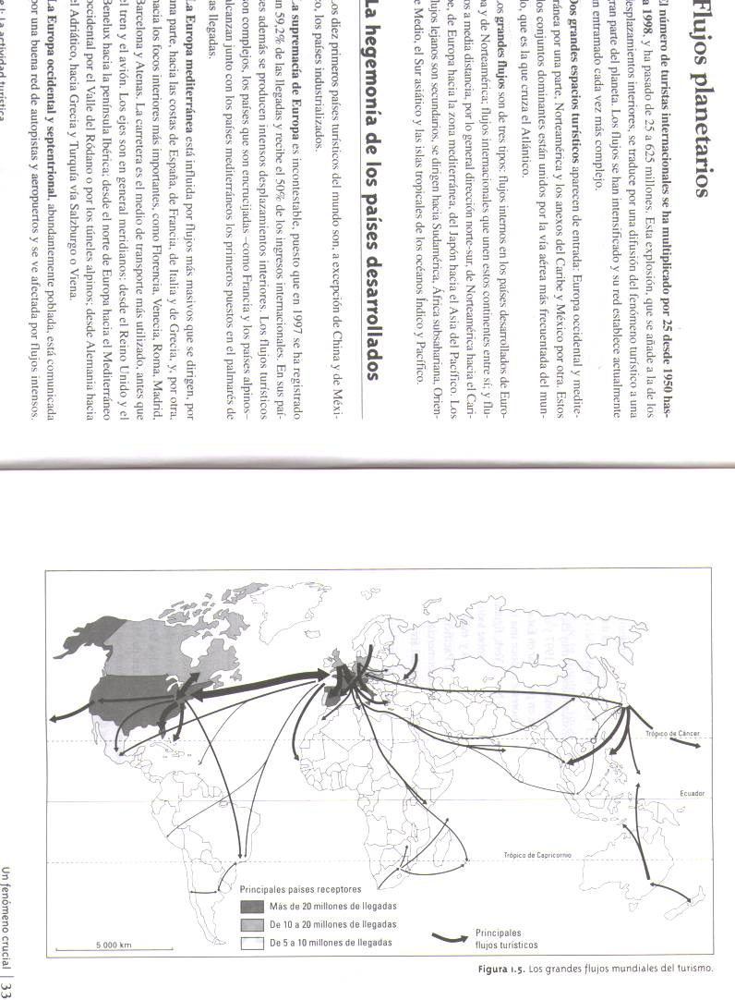 Flujos planetarios
El número de turistas internacionales se ha multiplicado por 25 desde 1950 has-
ta 1998, y ha pasado de 25 a 625 millones. Esta explosión, que se añade a la de los
desplazamientos interiores, se traduce por una difusión del fenómeno turístico a una
gran parte del planeta. Los flujos se han intensificado y su red establece actualmente
un entramado cada vez más complejo.
Dos grandes espacios turísticos aparecen de entrada: Europa occidental y medite-
rránea por una parte, Norteamérica y los anexos del Caribe y México por otra. Estos
dos conjuntos dominantes están unidos por la vía aérea más frecuentada del mun-
do, que es la que cruza el Atlántico.
Los grandes flujos son de tres tipos: flujos internos en los países desarrollados de Euro-
pa y de Norteamérica; flujos internacionales que unen estos continentes entre sí; y flu-
jos a media distancia, por lo general dirección norte-sur, de Norteamérica hacia el Cari-
be, de Europa hacia la zona mediterránea, del Japón hacia el Asia del Pacífico. Los
flujos lejanos son secundarios, se dirigen hacia Sudamérica, África subsahariana, Orien-
te Medio, el Sur asiático y las islas tropicales de los océanos Índico y Pacífico.
La hegemonía de los países desarrollados
Los diez primeros países turísticos del mundo son, a excepción de China y de Méxi-
co, los países industrializados.
La supremacía de Europa es incontestable, puesto que en 1997 se ha registrado
un 59,2% de las llegadas y recibe el 50% de los ingresos internacionales. En sus paí-
ses además se producen intensos desplazamientos interiores. Los flujos turísticos
son complejos, los países que son encrucijadas –como Francia y los países alpinos–
alcanzan junto con los países mediterráneos los primeros puestos en el palmarés de
las llegadas.
La Europa mediterránea está influida por flujos más masivos que se dirigen, por
una parte, hacia las costas de España, de Francia, de Italia y de Grecia, y, por otra,
hacia los focos interiores más importantes, como Florencia, Venecia, Roma, Madrid,
Barcelona y Atenas. La carretera es el medio de transporte más utilizado, antes que
el tren y el avión. Los ejes son en general meridianos: desde el Reino Unido y el
Benelux hacia la península Ibérica; desde el norte de Europa hacia el Mediterráneo
occidental por el Valle del Ródano o por los túneles alpinos; desde Alemania hacia
el Adriático, hacia Grecia y Turquía vía Salzburgo o Viena.
La Europa occidental y septentrional, abundantemente poblada, está comunicada
por una buena red de autopistas y aeropuertos y se ve afectada por flujos intensos.
1: La actividad turística
Trópico de Cáncer
Ecuador
Trópico de Capricornio
Principales países receptores
Más de 20 millones de llegadas
De 10 a 20 millones de llegadas
De 5 a 10 millones de llegadas
Principales
flujos turísticos
5 000 km
Figura 1.5. Los grandes flujos mundiales del turismo.
Un fenómeno crucial | 33